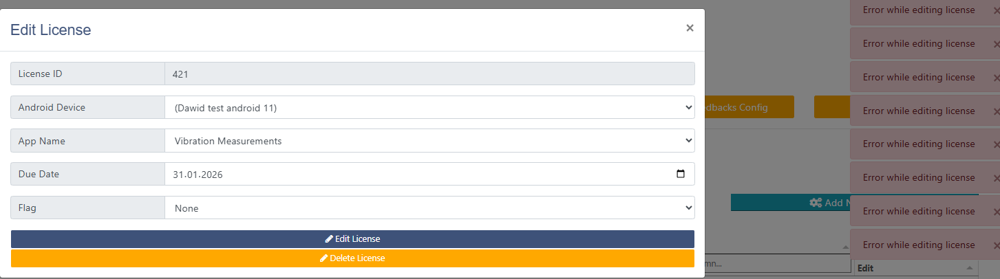 Edit License
×
License ID 421
Android Device (Dawid test android 11)
App Name Vibration Measurements
Due Date 31.01.2026
Flag None
Edit License
Delete License
Error while editing license ×
Error while editing license ×
Error while editing license ×
Error while editing license ×
Error while editing license ×
Error while editing license ×
Error while editing license ×
Error while editing license ×
edbacks Config
Add N
mn...
Edit